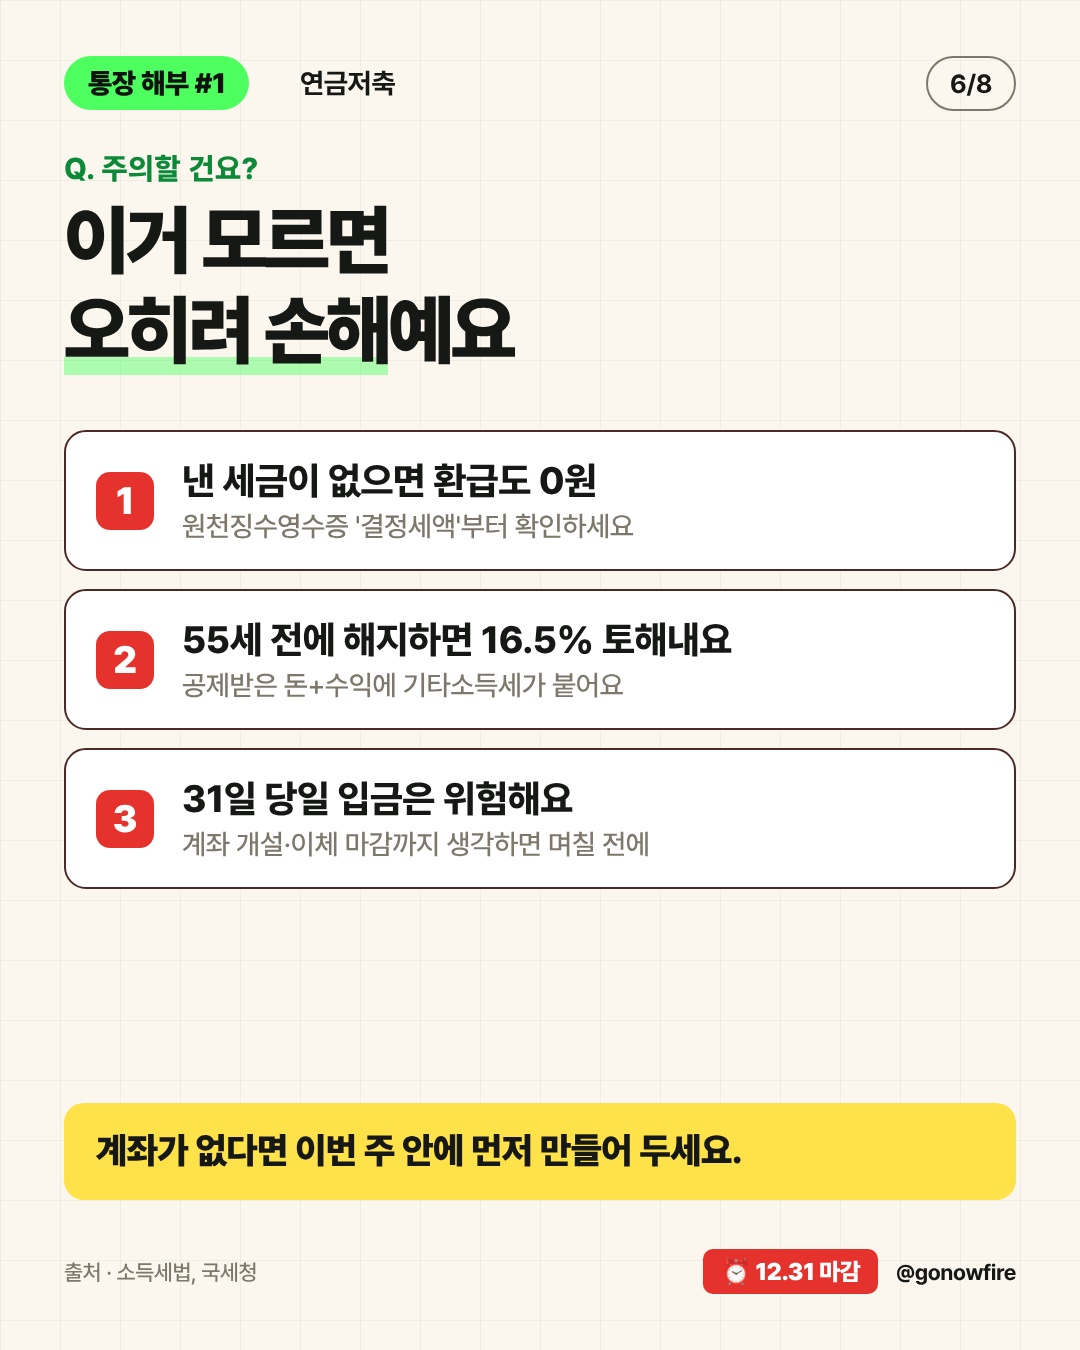 통장 해부 #1
연금저축
6/8
Q. 주의할 건요?
이거 모르면
오히려 손해예요
1
낸 세금이 없으면 환급도 0원
원천징수영수증 '결정세액'부터 확인하세요
2
55세 전에 해지하면 16.5% 토해내요
공제받은 돈+수익에 기타소득세가 붙어요
3
31일 당일 입금은 위험해요
계좌 개설·이체 마감까지 생각하면 며칠 전에
계좌가 없다면 이번 주 안에 먼저 만들어 두세요.
출처 · 소득세법, 국세청
⏰ 12.31 마감
@gonowfire